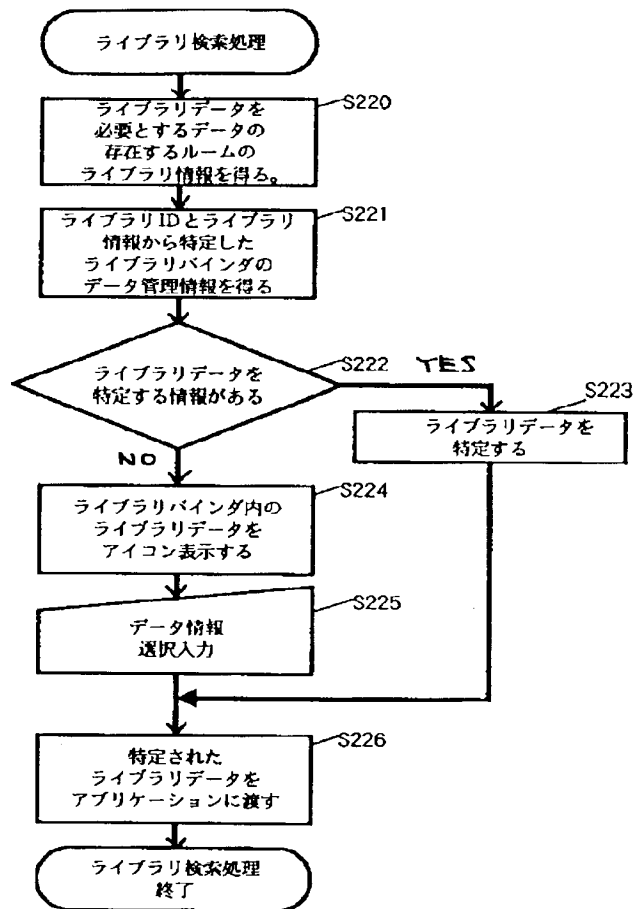 ライブラリ検索処理
ライブラリデータを
必要とするデータの
存在するルームの
ライブラリ情報を得る。
S220
ライブラリIDとライブラリ
情報から特定した
ライブラリバインダの
データ管理情報を得る
S221
ライブラリデータを
特定する情報がある
S222
YES
ライブラリデータを
特定する
S223
NO
ライブラリバインダ内の
ライブラリデータを
アイコン表示する
S224
データ情報
選択入力
S225
特定された
ライブラリデータを
アプリケーションに渡す
S226
ライブラリ検索処理
終了